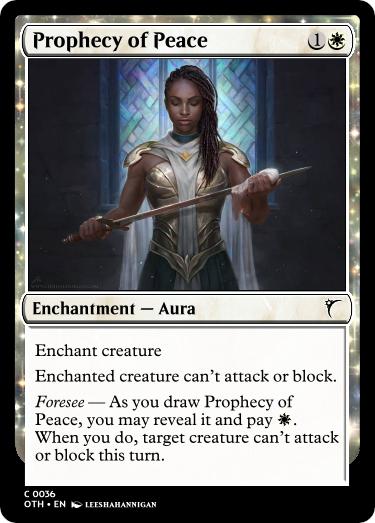 Prophecy of Peace 1
Enchantment — Aura
Enchant creature
Enchanted creature can't attack or block.
Foresee — As you draw Prophecy of
Peace, you may reveal it and pay .
When you do, target creature can't attack
or block this turn.
C 0036
OTH • EN LEESHAHANNIGAN